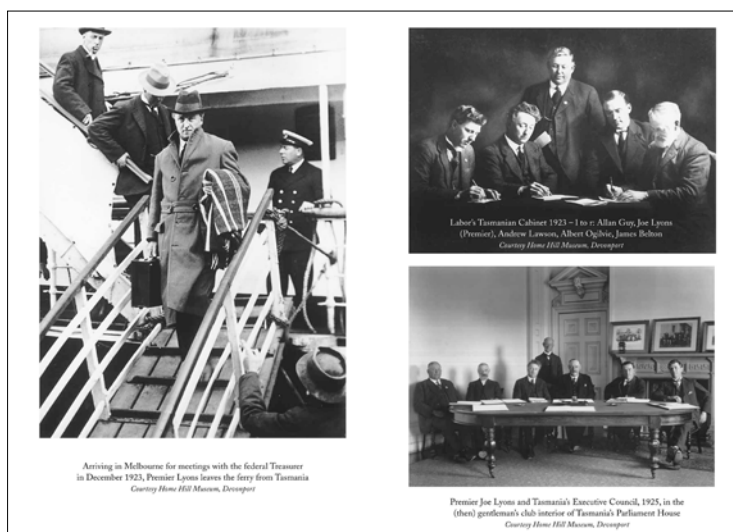 Labor's Tasmanian Cabinet 1923 – l to r: Allan Guy, Joe Lyons
(Premier), Andrew Lawson, Albert Ogilvie, James Belton
Courtesy Home Hill Museum, Devonport
Arriving in Melbourne for meetings with the federal Treasurer
in December 1923, Premier Lyons leaves the ferry from Tasmania
Courtesy Home Hill Museum, Devonport
Premier Joe Lyons and Tasmania's Executive Council, 1925, in the
(then) gentleman's club interior of Tasmania's Parliament House
Courtesy Home Hill Museum, Devonport